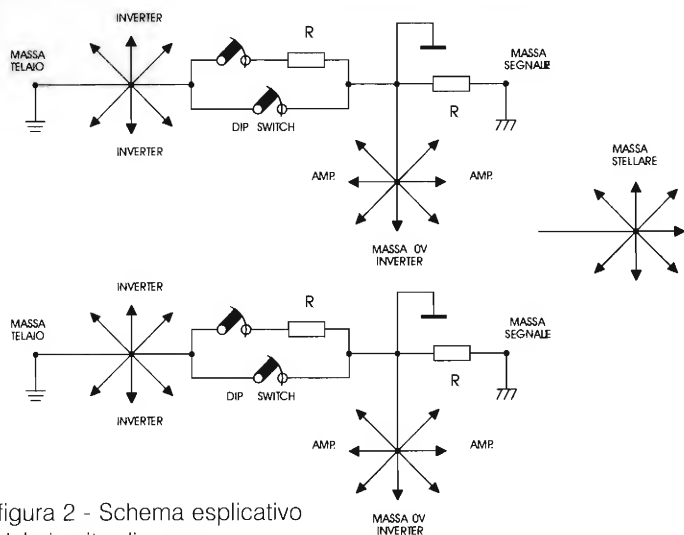 INVERTER
MASSA
TELAIO
R
MASSA
SEGNALE
DIP SWITCH
R
INVERTER
AMP.
AMP.
MASSA
STELLARE
MASSA 0V
INVERTER
INVERTER
MASSA
TELAIO
R
MASSA
SEGNALE
DIP SWITCH
R
INVERTER
AMP.
AMP.
MASSA 0V
INVERTER
figura 2 - Schema esplicativo